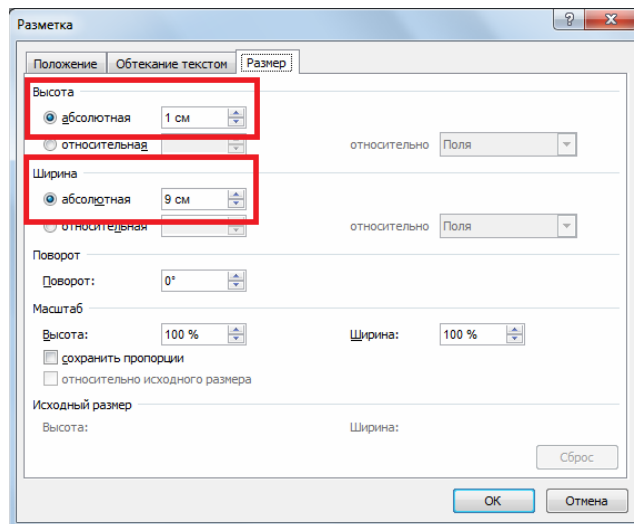 Разметка
Положение Обтекание текстом Размер
Высота
абсолютная 1 см
относительная относительно Поля
Ширина
абсолютная 9 см
относительная относительно Поля
Поворот
Поворот: 0°
Масштаб
Высота: 100 % Ширина: 100 %
сохранить пропорции
относительно исходного размера
Исходный размер
Высота: Ширина:
Сброс
ОК Отмена